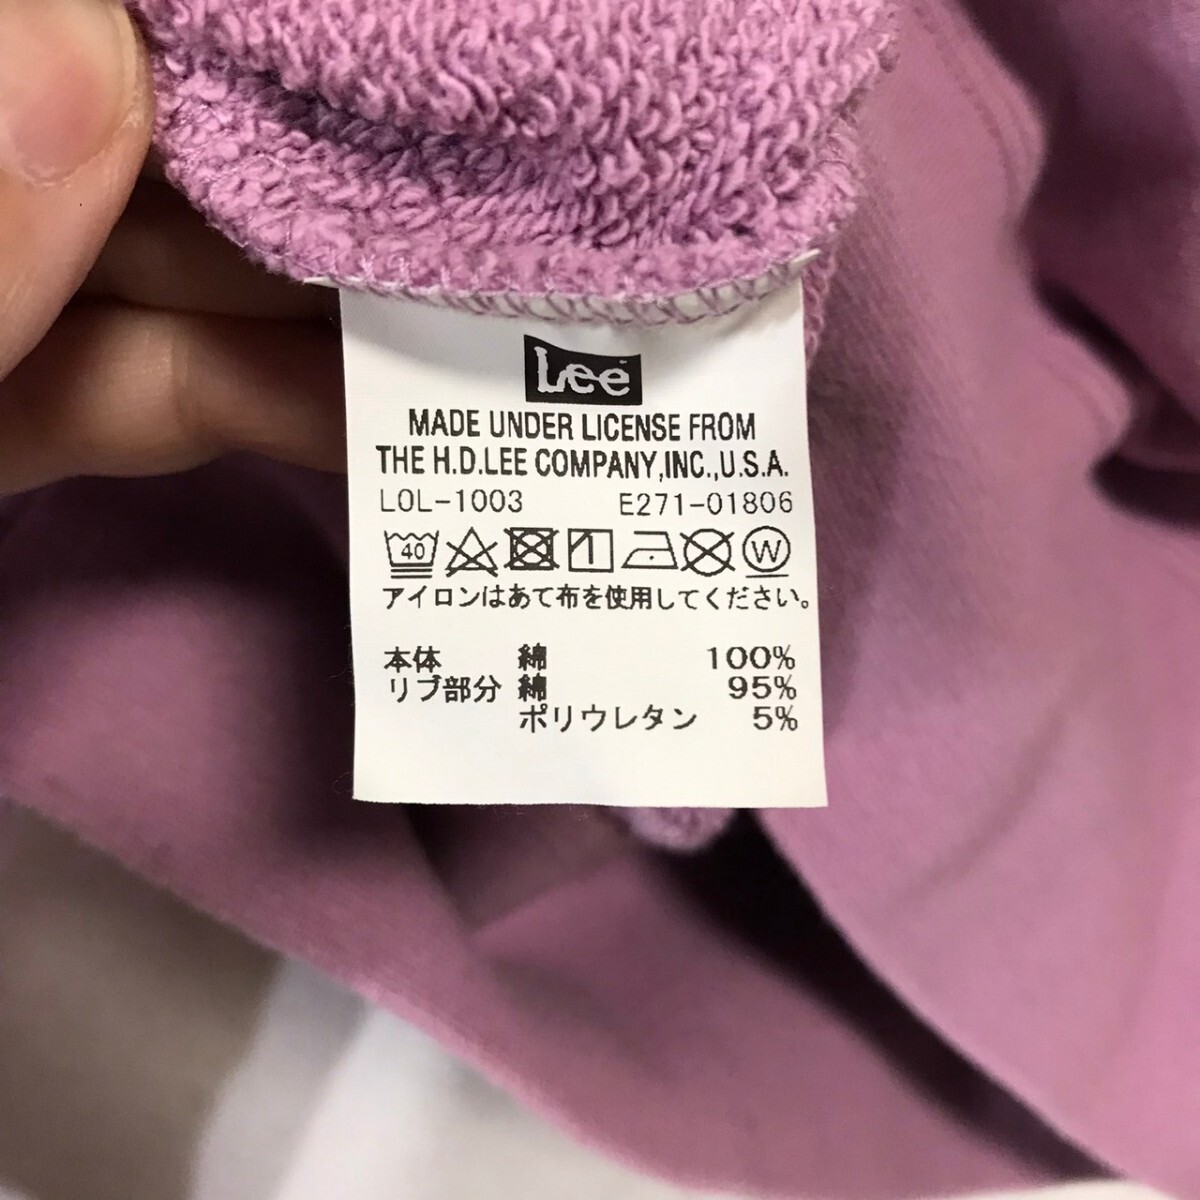 Lee
MADE UNDER LICENSE FROM
THE H.D.LEE COMPANY,INC.,U.S.A.
LOL-1003 E271-01806
40 W
アイロンはあて布を使用してください。
本体 綿 100%
リブ部分 綿 95%
ポリウレタン 5%